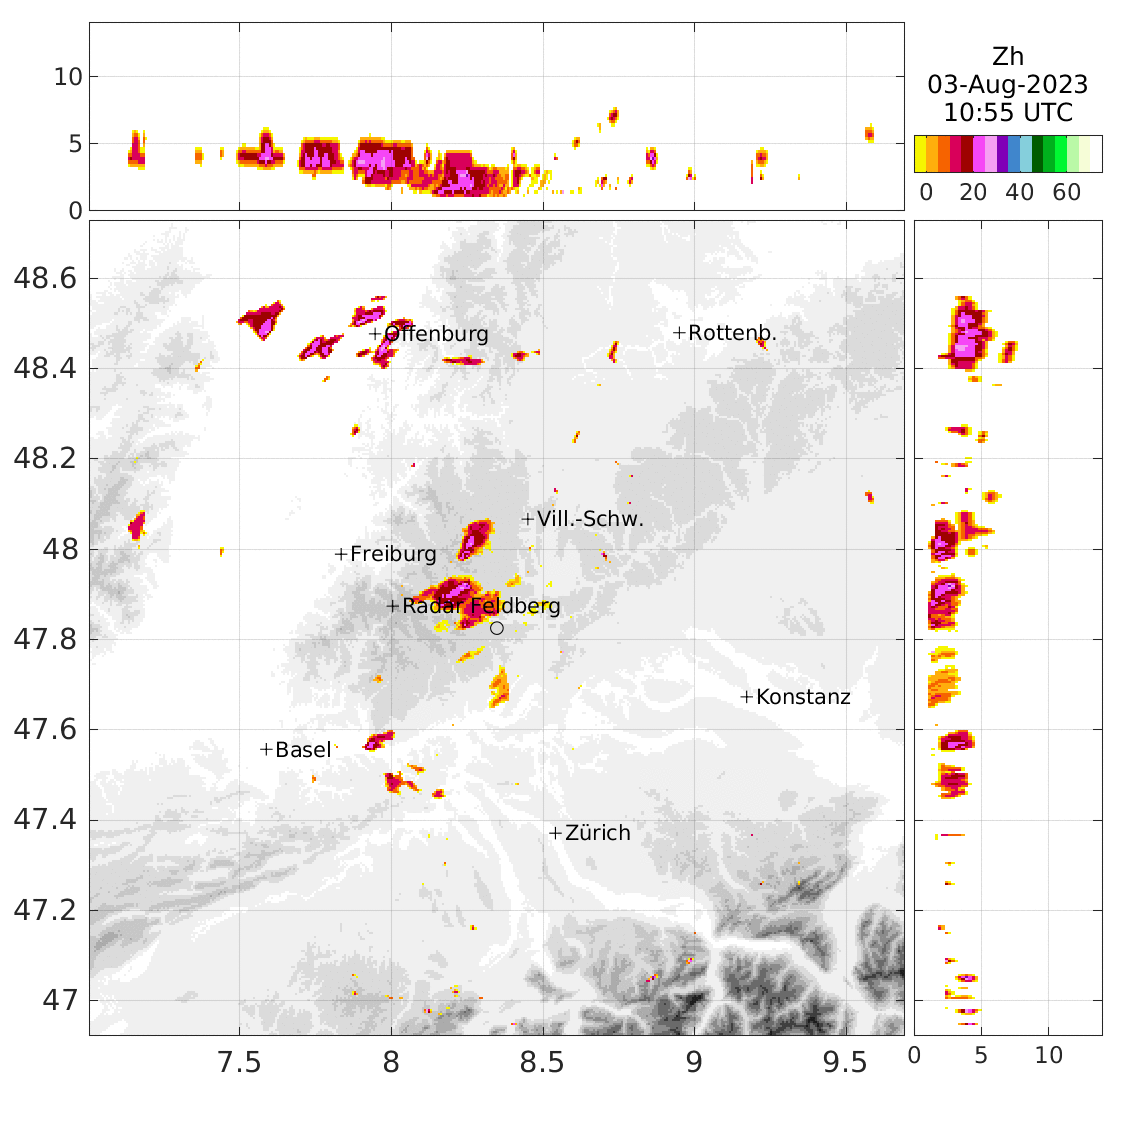 10
5
0
Zh
03-Aug-2023
10:55 UTC
0 20 40 60
48.6
48.4
48.2
48
47.8
47.6
47.4
47.2
47
+Offenburg
+Rottenb.
+Vill.-Schw.
+Freiburg
+Radar Feldberg
+Konstanz
+Basel
+Zürich
7.5 8 8.5 9 9.5
0 5 10